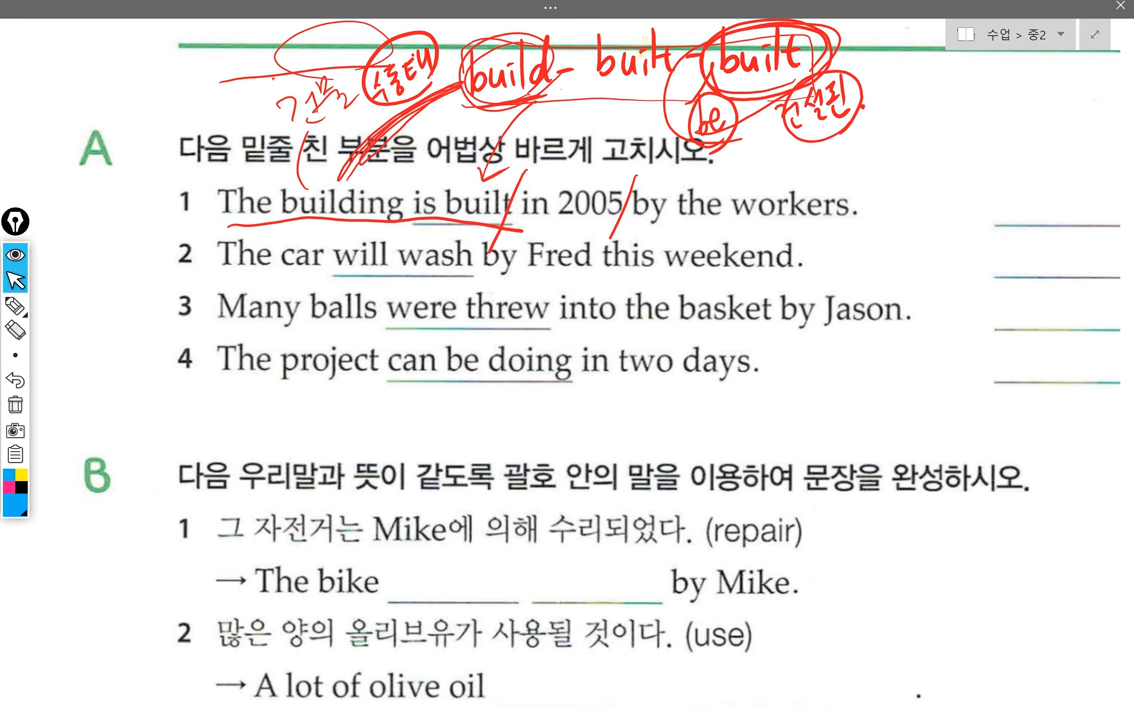 ...
수업 > 중2
수동태 build - built - built
건물 be 건설된
A 다음 밑줄 친 부분을 어법상 바르게 고치시오.
1 The building is built in 2005 by the workers.
2 The car will wash by Fred this weekend.
3 Many balls were threw into the basket by Jason.
4 The project can be doing in two days.
B 다음 우리말과 뜻이 같도록 괄호 안의 말을 이용하여 문장을 완성하시오.
1 그 자전거는 Mike에 의해 수리되었다. (repair)
→ The bike by Mike.
2 많은 양의 올리브유가 사용될 것이다. (use)
→ A lot of olive oil .